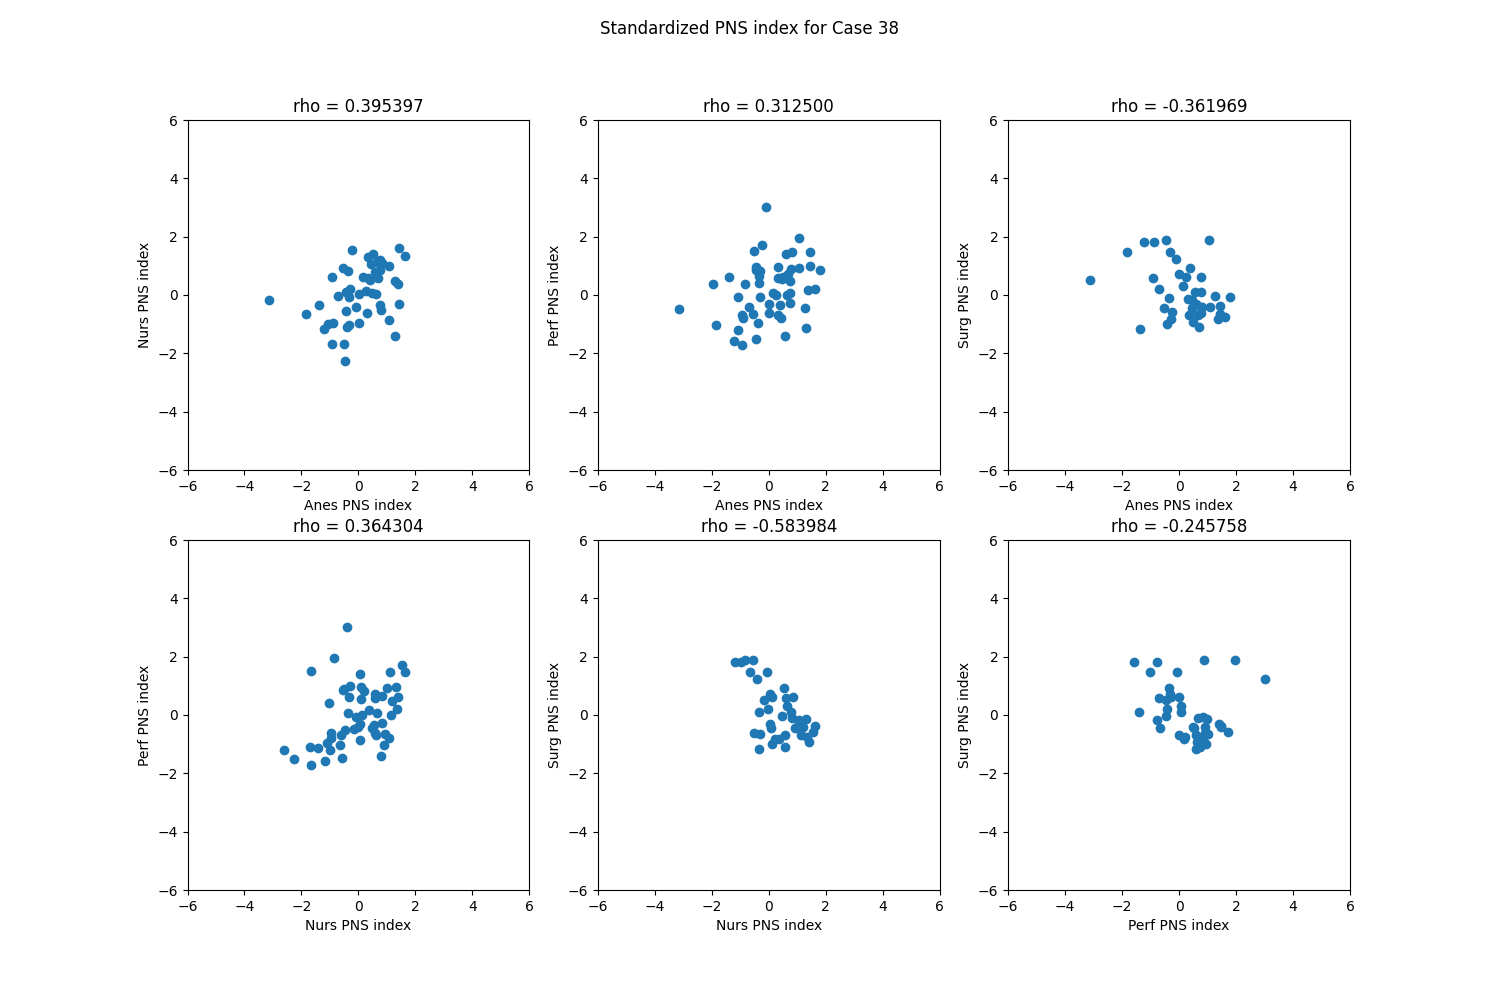 Standardized PNS index for Case 38
rho = 0.395397
6
4
2
0
−2
−4
−6
Nurs PNS index
−6 −4 −2 0 2 4 6
Anes PNS index
rho = 0.312500
6
4
2
0
−2
−4
−6
Perf PNS index
−6 −4 −2 0 2 4 6
Anes PNS index
rho = -0.361969
6
4
2
0
−2
−4
−6
Surg PNS index
−6 −4 −2 0 2 4 6
Anes PNS index
rho = 0.364304
6
4
2
0
−2
−4
−6
Perf PNS index
−6 −4 −2 0 2 4 6
Nurs PNS index
rho = -0.583984
6
4
2
0
−2
−4
−6
Surg PNS index
−6 −4 −2 0 2 4 6
Nurs PNS index
rho = -0.245758
6
4
2
0
−2
−4
−6
Surg PNS index
−6 −4 −2 0 2 4 6
Perf PNS index